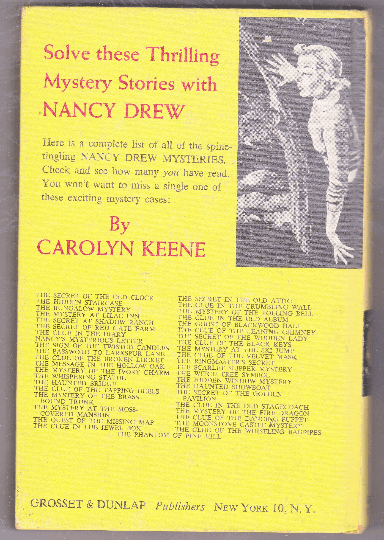 Solve these Thrilling
Mystery Stories with
NANCY DREW
Here is a complete list of all of the spine-
tingling NANCY DREW MYSTERIES.
Check and see how many you have read.
You won't want to miss a single one of
these exciting mystery cases:
By
CAROLYN KEENE
THE SECRET OF THE OLD CLOCK
THE HIDDEN STAIRCASE
THE BUNGALOW MYSTERY
THE MYSTERY AT LILAC INN
THE SECRET AT SHADOW RANCH
THE SECRET OF RED GATE FARM
THE CLUE IN THE DIARY
NANCY'S MYSTERIOUS LETTER
THE SIGN OF THE TWISTED CANDLES
THE PASSWORD TO LARKSPUR LANE
THE CLUE OF THE BROKEN LOCKET
THE MESSAGE IN THE HOLLOW OAK
THE MYSTERY OF THE IVORY CHARM
THE WHISPERING STATUE
THE HAUNTED BRIDGE
THE CLUE OF THE TAPPING HEELS
THE MYSTERY OF THE BRASS
BOUND TRUNK
THE MYSTERY AT THE MOSS-
COVERED MANSION
THE QUEST OF THE MISSING MAP
THE CLUE IN THE JEWEL BOX
THE SECRET IN THE OLD ATTIC
THE CLUE IN THE CRUMBLING WALL
THE MYSTERY OF THE TOLLING BELL
THE CLUE IN THE OLD ALBUM
THE GHOST OF BLACKWOOD HALL
THE CLUE OF THE LEANING CHIMNEY
THE SECRET OF THE WOODEN LADY
THE CLUE OF THE BLACK KEYS
THE MYSTERY AT THE SKI JUMP
THE CLUE OF THE VELVET MASK
THE RINGMASTER'S SECRET
THE SCARLET SLIPPER MYSTERY
THE WITCH TREE SYMBOL
THE HIDDEN WINDOW MYSTERY
THE HAUNTED SHOWBOAT
THE SECRET OF THE GOLDEN
PAVILION
THE CLUE IN THE OLD STAGECOACH
THE MYSTERY OF THE FIRE DRAGON
THE CLUE OF THE DANCING PUPPET
THE MOONSTONE CASTLE MYSTERY
THE CLUE OF THE WHISTLING BAGPIPES
THE PHANTOM OF PINE HILL
GROSSET & DUNLAP Publishers NEW YORK 10, N. Y.